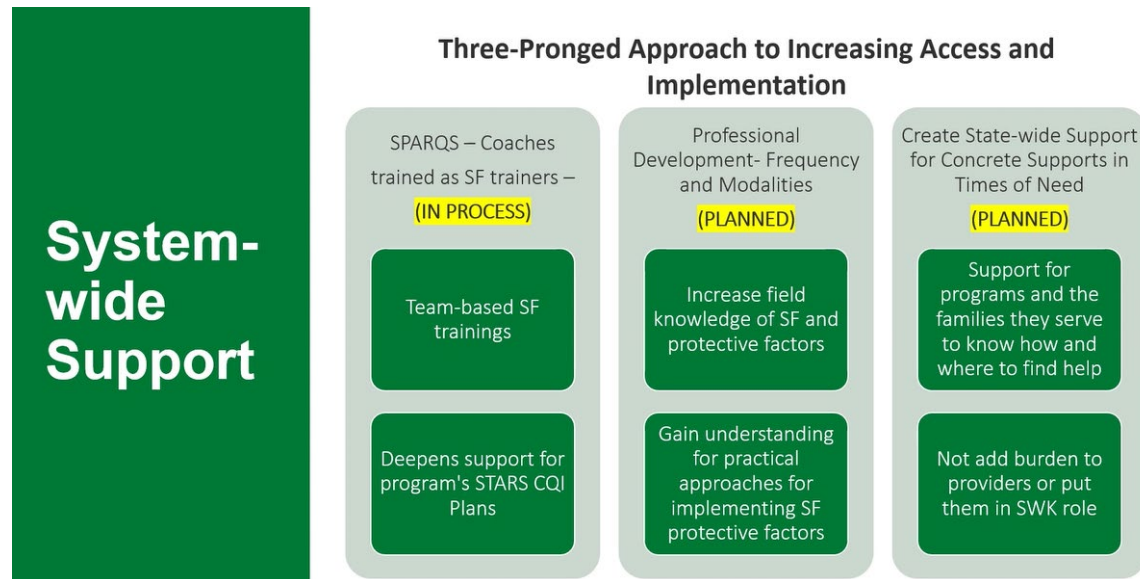 System-
wide
Support
Three-Pronged Approach to Increasing Access and
Implementation
SPARQS – Coaches
trained as SF trainers –
(IN PROCESS)
Team-based SF
trainings
Deepens support for
program's STARS CQI
Plans
Professional
Development- Frequency
and Modalities
(PLANNED)
Increase field
knowledge of SF and
protective factors
Gain understanding
for practical
approaches for
implementing SF
protective factors
Create State-wide Support
for Concrete Supports in
Times of Need
(PLANNED)
Support for
programs and the
families they serve
to know how and
where to find help
Not add burden to
providers or put
them in SWK role